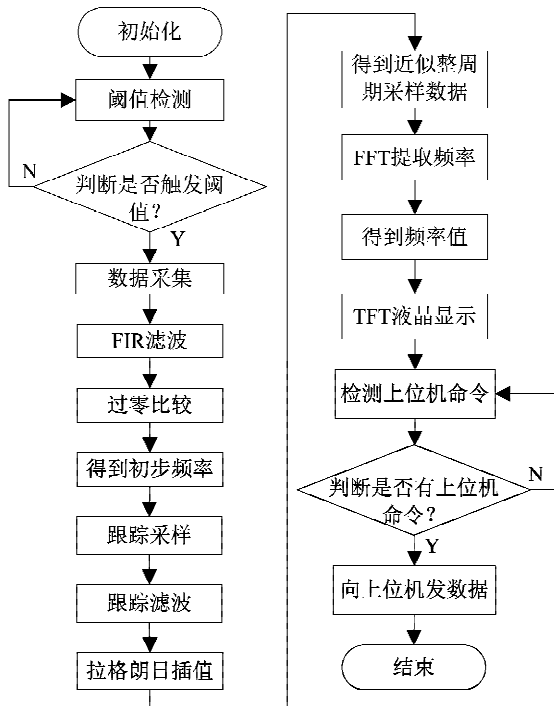 初始化
阈值检测
N
判断是否触发阈
值？
Y
数据采集
FIR滤波
过零比较
得到初步频率
跟踪采样
跟踪滤波
拉格朗日插值
得到近似整周
期采样数据
FFT提取频率
得到频率值
TFT液晶显示
检测上位机命令
判断是否有上位机
命令？
N
Y
向上位机发数据
结束